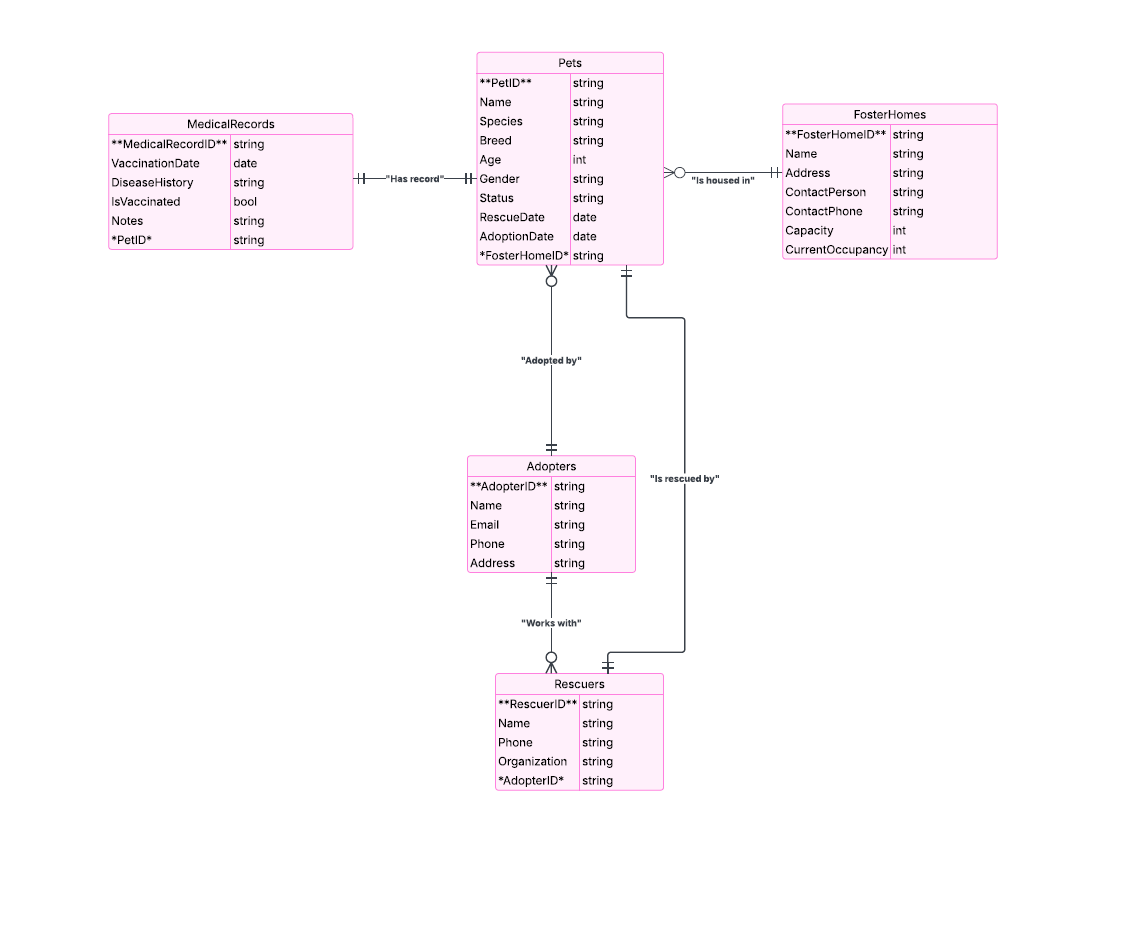 Pets
**PetID** string
Name string
Species string
Breed string
Age int
Gender string
Status string
RescueDate date
AdoptionDate date
*FosterHomeID* string
MedicalRecords
**MedicalRecordID** string
VaccinationDate date
DiseaseHistory string
IsVaccinated bool
Notes string
*PetID* string
"Has record"
FosterHomes
**FosterHomeID** string
Name string
Address string
ContactPerson string
ContactPhone string
Capacity int
CurrentOccupancy int
"Is housed in"
"Adopted by"
Adopters
**AdopterID** string
Name string
Email string
Phone string
Address string
"Is rescued by"
"Works with"
Rescuers
**RescuerID** string
Name string
Phone string
Organization string
*AdopterID* string